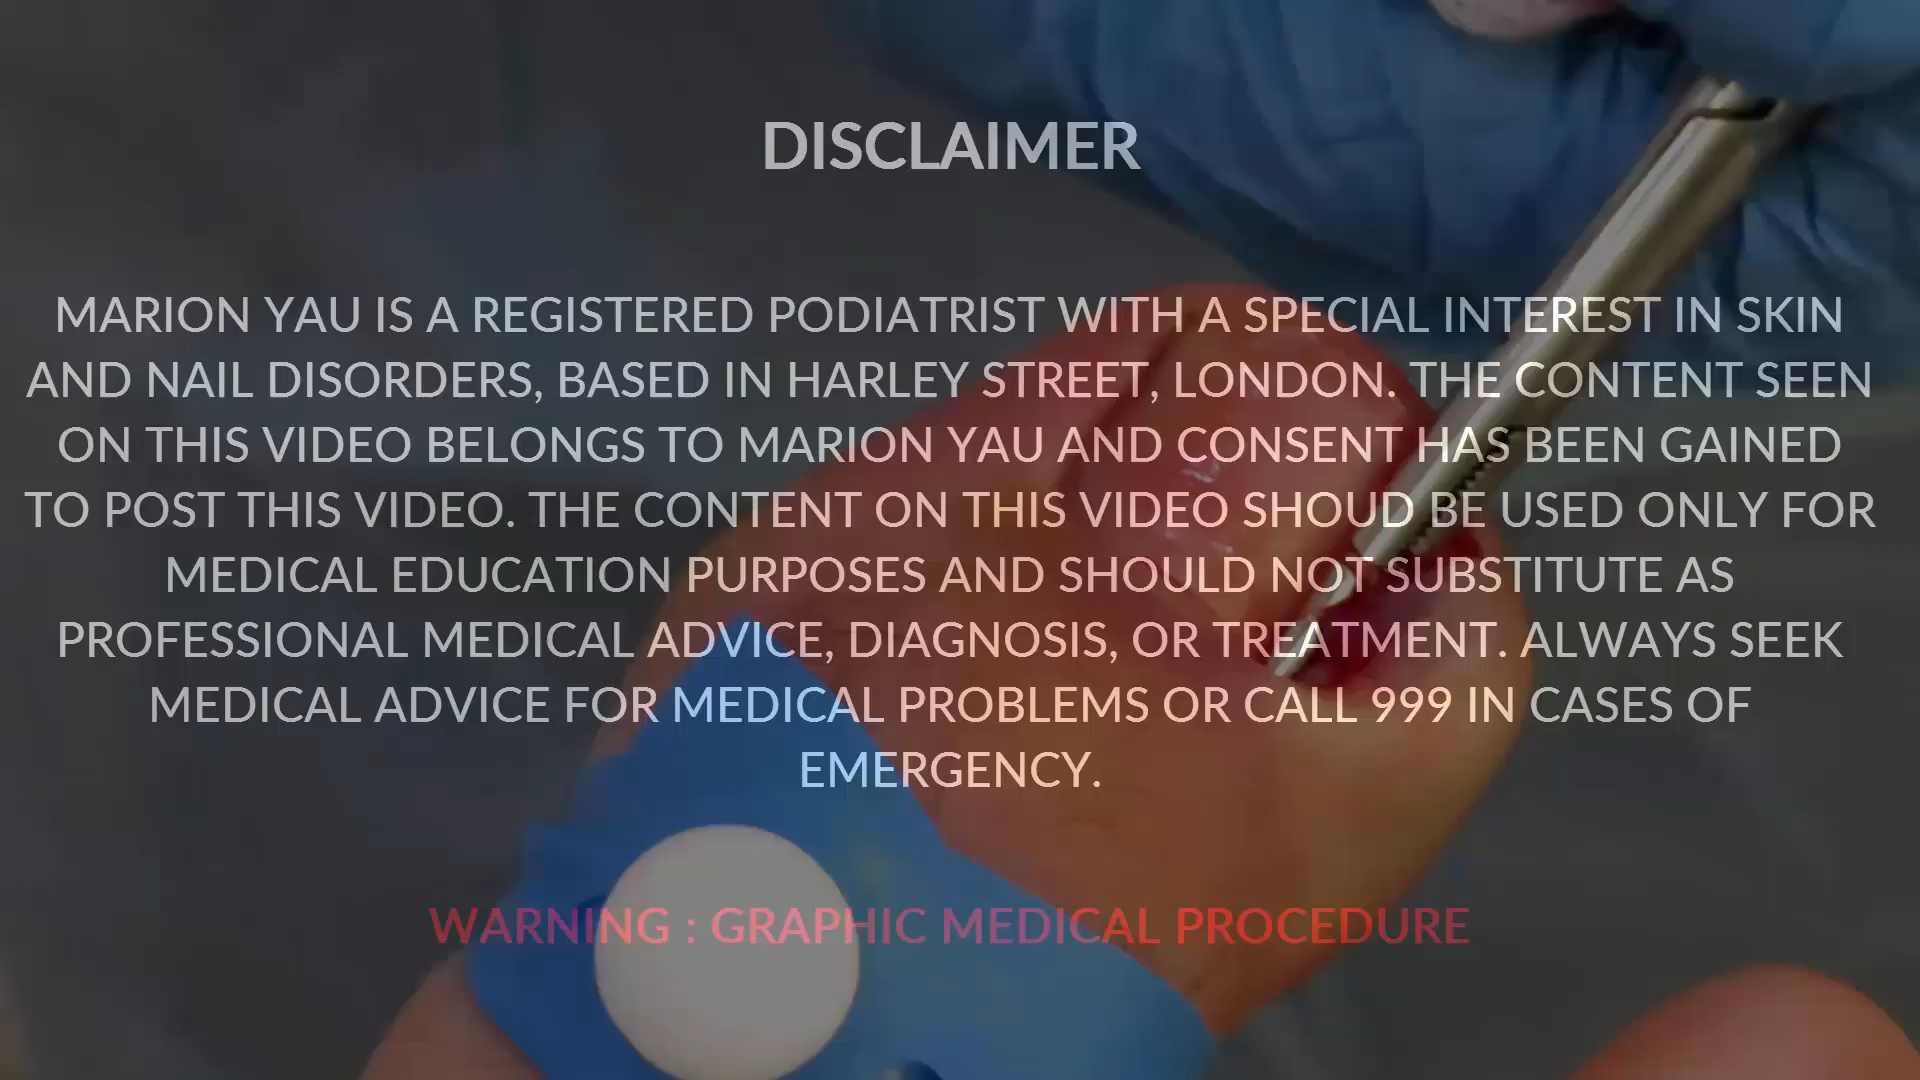 DISCLAIMER
MARION YAU IS A REGISTERED PODIATRIST WITH A SPECIAL INTEREST IN SKIN
AND NAIL DISORDERS, BASED IN HARLEY STREET, LONDON. THE CONTENT SEEN
ON THIS VIDEO BELONGS TO MARION YAU AND CONSENT HAS BEEN GAINED
TO POST THIS VIDEO. THE CONTENT ON THIS VIDEO SHOUD BE USED ONLY FOR
MEDICAL EDUCATION PURPOSES AND SHOULD NOT SUBSTITUTE AS
PROFESSIONAL MEDICAL ADVICE, DIAGNOSIS, OR TREATMENT. ALWAYS SEEK
MEDICAL ADVICE FOR MEDICAL PROBLEMS OR CALL 999 IN CASES OF
EMERGENCY.
WARNING : GRAPHIC MEDICAL PROCEDURE